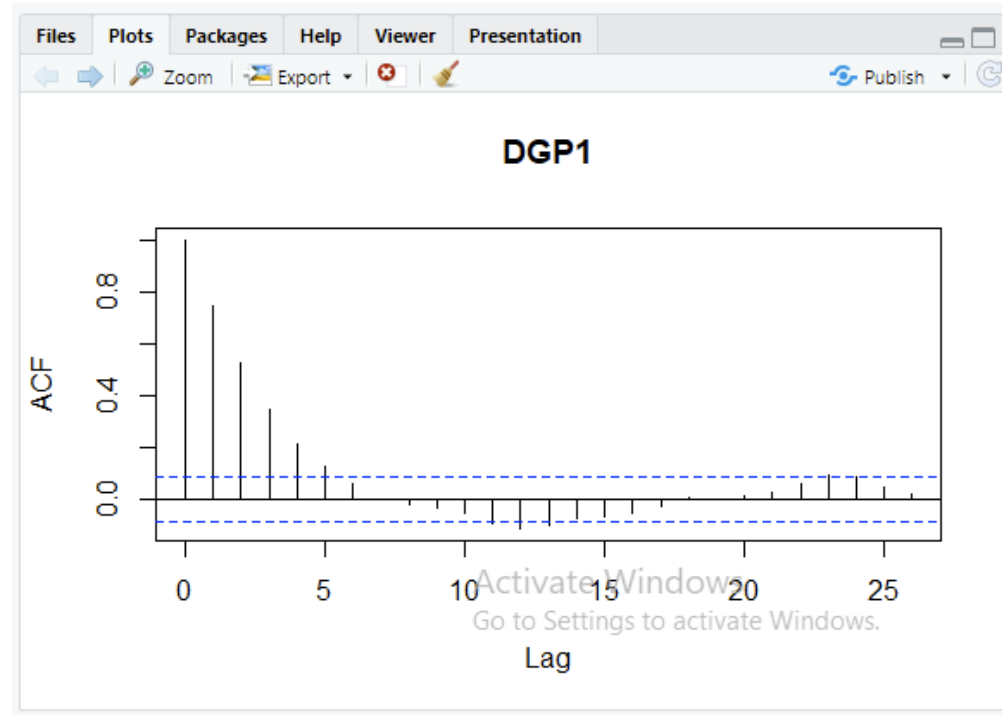 Files Plots Packages Help Viewer Presentation
Zoom Export Publish
DGP1
ACF
0.8
0.4
0.0
0 5 10 15 20 25
Activate Windows
Go to Settings to activate Windows.
Lag